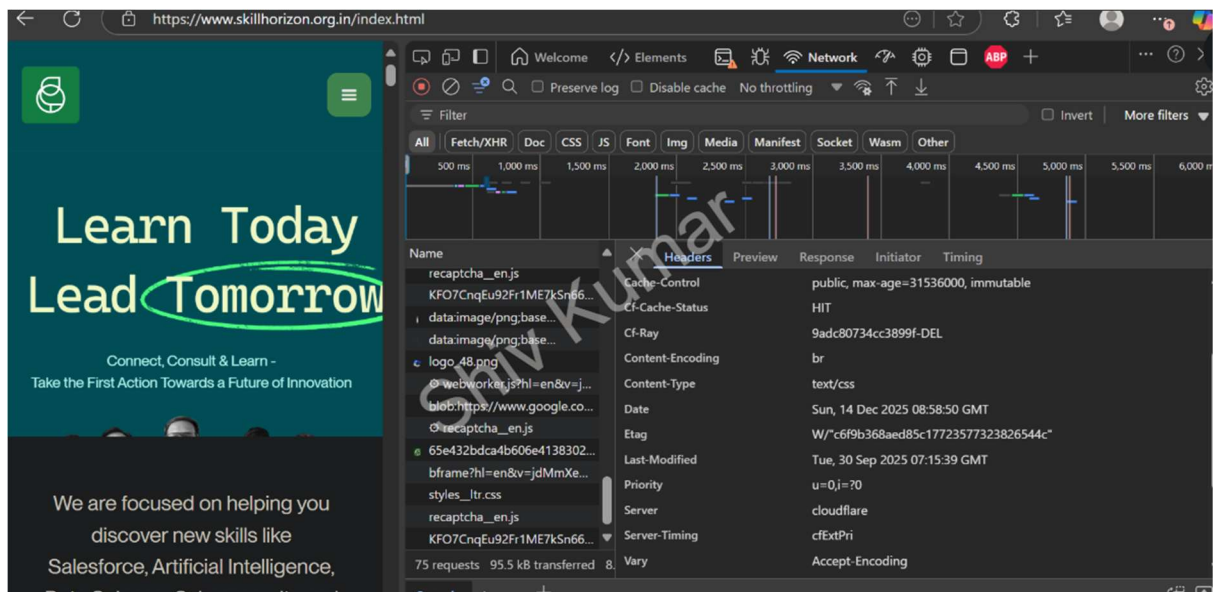 https://www.skillhorizon.org.in/index.html
Learn Today
Lead Tomorrow
Connect, Consult & Learn -
Take the First Action Towards a Future of Innovation
We are focused on helping you
discover new skills like
Salesforce, Artificial Intelligence,
Welcome </> Elements Network ABP
Preserve log Disable cache No throttling
Filter Invert More filters
All Fetch/XHR Doc CSS JS Font Img Media Manifest Socket Wasm Other
500 ms 1,000 ms 1,500 ms 2,000 ms 2,500 ms 3,000 ms 3,500 ms 4,000 ms 4,500 ms 5,000 ms 5,500 ms 6,000 m
Name
recaptcha__en.js
KFO7CnqEu92Fr1ME7kSn66...
data:image/png;base...
data:image/png;base...
logo_48.png
webworker.js?hl=en&v=j...
blob:https://www.google.co...
recaptcha__en.js
65e432bdca4b606e4138302...
bframe?hl=en&v=jdMmXe...
styles__ltr.css
recaptcha__en.js
KFO7CnqEu92Fr1ME7kSn66...
75 requests 95.5 kB transferred 8.
Headers Preview Response Initiator Timing
Cache-Control public, max-age=31536000, immutable
Cf-Cache-Status HIT
Cf-Ray 9adc80734cc3899f-DEL
Content-Encoding br
Content-Type text/css
Date Sun, 14 Dec 2025 08:58:50 GMT
Etag W/"c6f9b368aed85c17723577323826544c"
Last-Modified Tue, 30 Sep 2025 07:15:39 GMT
Priority u=0,i=?0
Server cloudflare
Server-Timing cfExtPri
Vary Accept-Encoding
Shiv Kumar